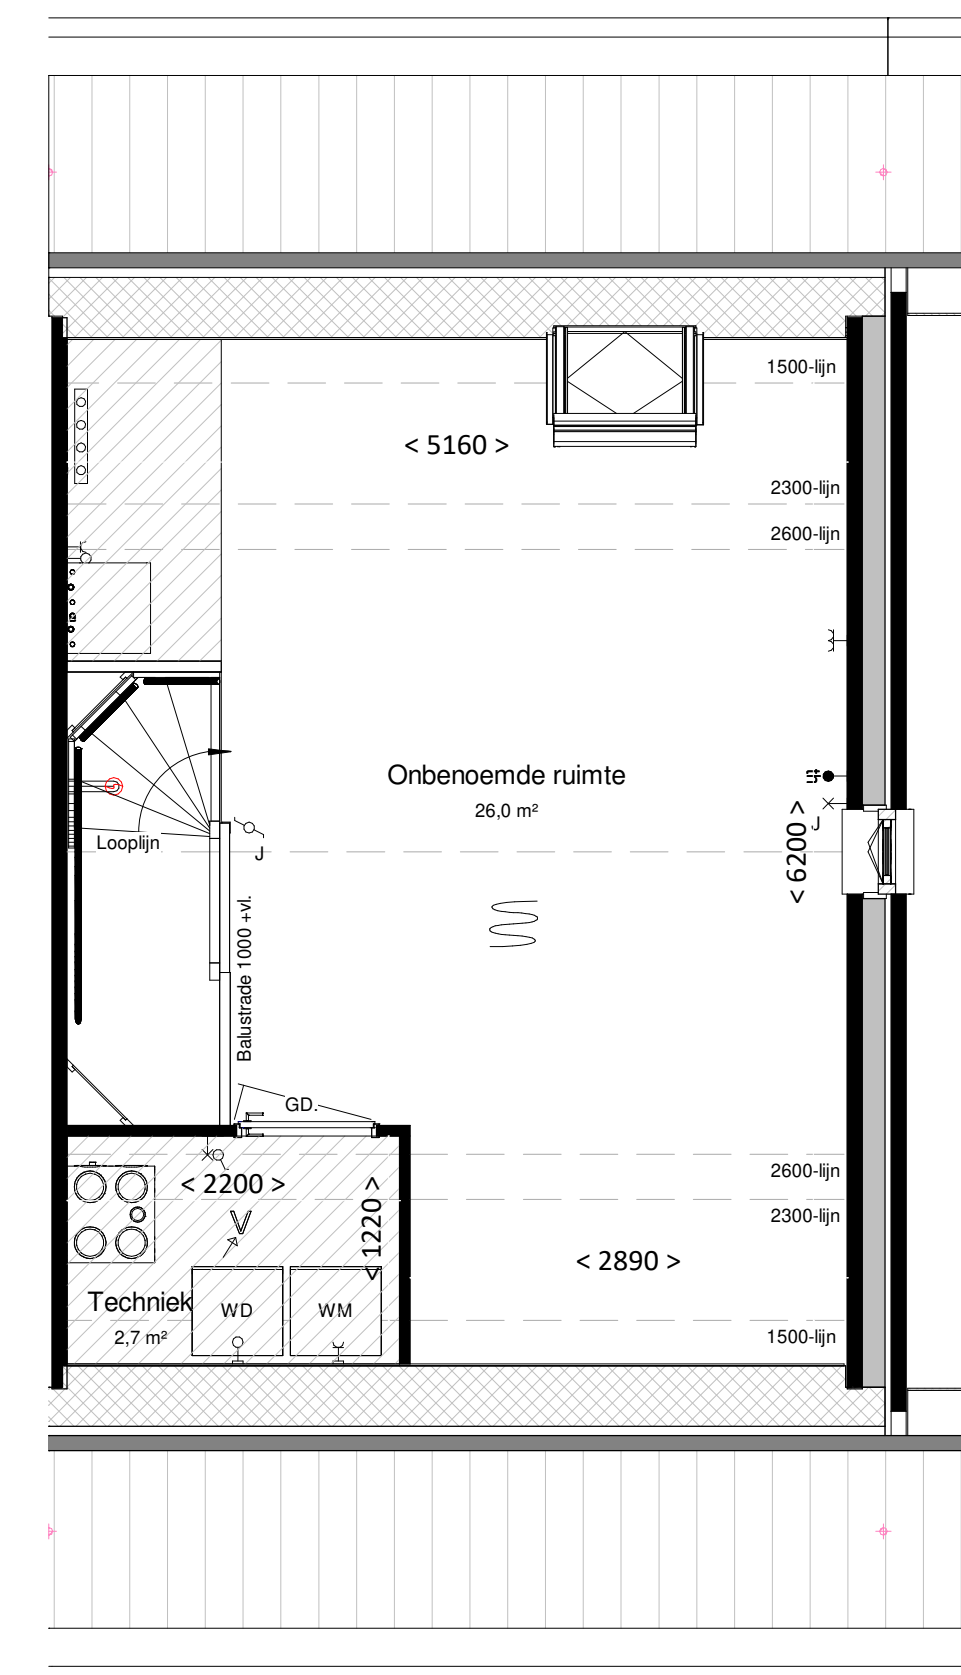 1500-lijn
< 5160 >
2300-lijn
2600-lijn
Onbenoemde ruimte
26,0 m²
< 6200 >
J
Looplijn
J
Balustrade 1000 +vl.
GD.
2600-lijn
< 2200 >
< 1220 >
2300-lijn
V
< 2890 >
Techniek
WD
WM
2,7 m²
1500-lijn